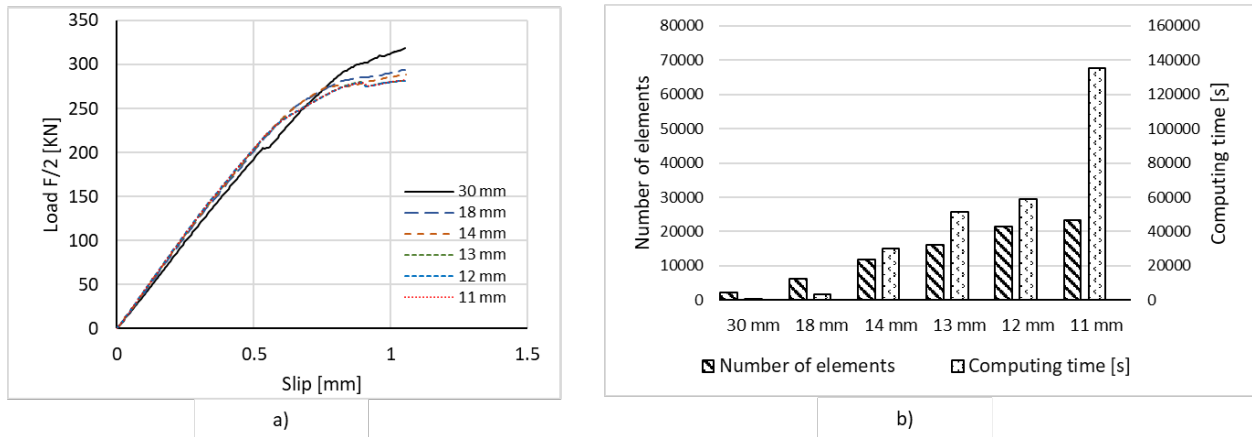 350
300
250
200
150
100
50
0
Load F/2 [KN]
30 mm
18 mm
14 mm
13 mm
12 mm
11 mm
0
0.5
1
1.5
Slip [mm]
a)
80000
70000
60000
50000
40000
30000
20000
10000
0
Number of elements
160000
140000
120000
100000
80000
60000
40000
20000
0
Computing time [s]
30 mm
18 mm
14 mm
13 mm
12 mm
11 mm
Number of elements
Computing time [s]
b)